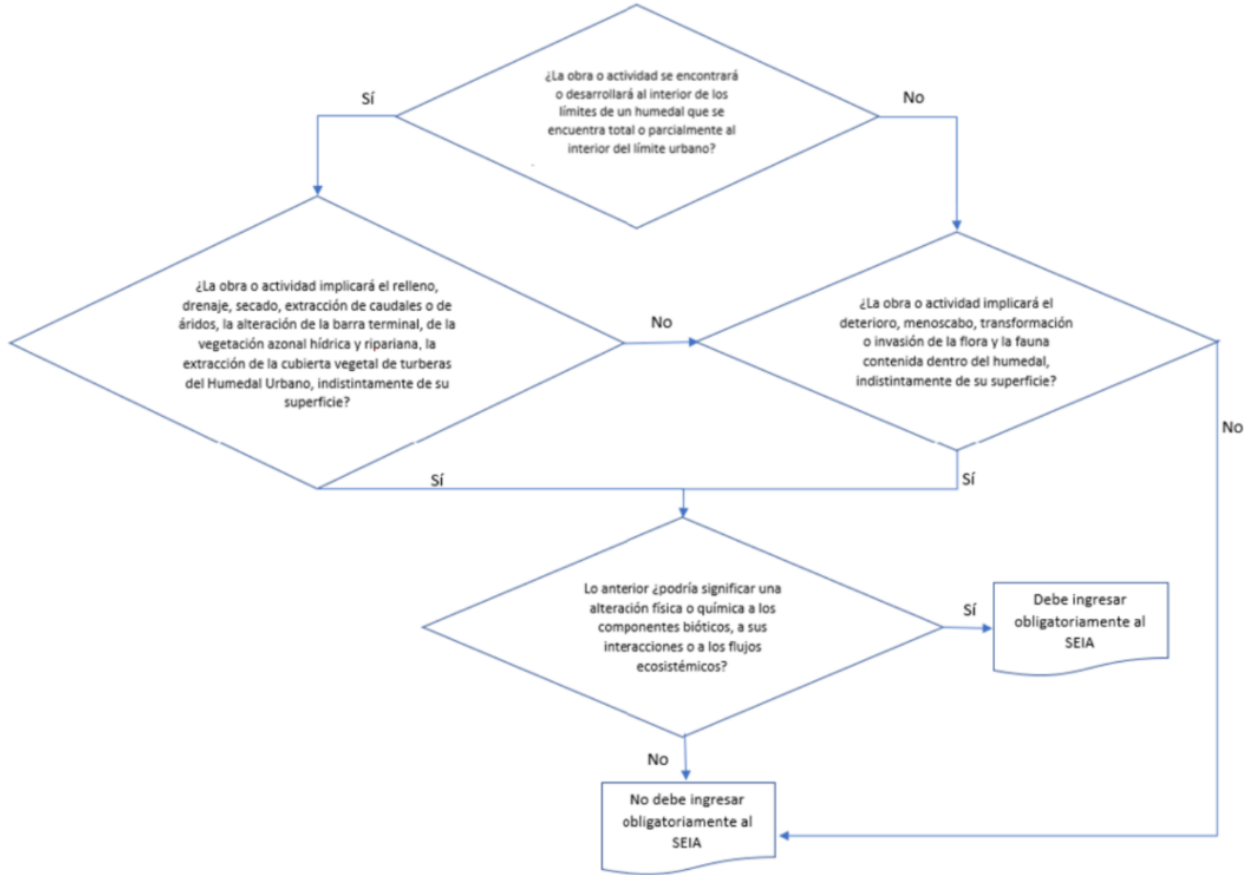 ¿La obra o actividad se encontrará
o desarrollará al interior de los
límites de un humedal que se
encuentra total o parcialmente al
interior del límite urbano?
Sí
No
¿La obra o actividad implicará el relleno,
drenaje, secado, extracción de caudales o de
áridos, la alteración de la barra terminal, de la
vegetación azonal hídrica y ripariana, la
extracción de la cubierta vegetal de turberas
del Humedal Urbano, indistintamente de su
superficie?
No
¿La obra o actividad implicará el
deterioro, menoscabo, transformación
o invasión de la flora y la fauna
contenida dentro del humedal,
indistintamente de su superficie?
No
Sí
Sí
Lo anterior ¿podría significar una
alteración física o química a los
componentes bióticos, a sus
interacciones o a los flujos
ecosistémicos?
Sí
Debe ingresar
obligatoriamente al
SEIA
No
No debe ingresar
obligatoriamente al
SEIA